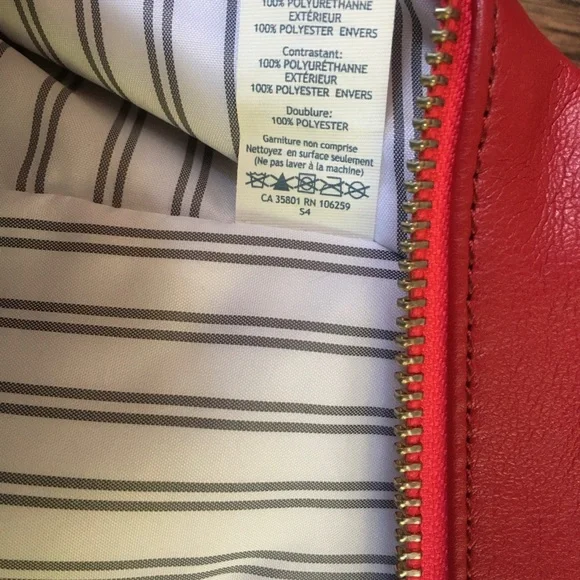 100% POLYURÉTHANNE
EXTÉRIEUR
100% POLYESTER ENVERS
Contrastant:
100% POLYURÉTHANNE
EXTÉRIEUR
100% POLYESTER ENVERS
Doublure:
100% POLYESTER
Garniture non comprise
Nettoyez en surface seulement
(Ne pas laver à la machine)
CA 35801 RN 106259
S4